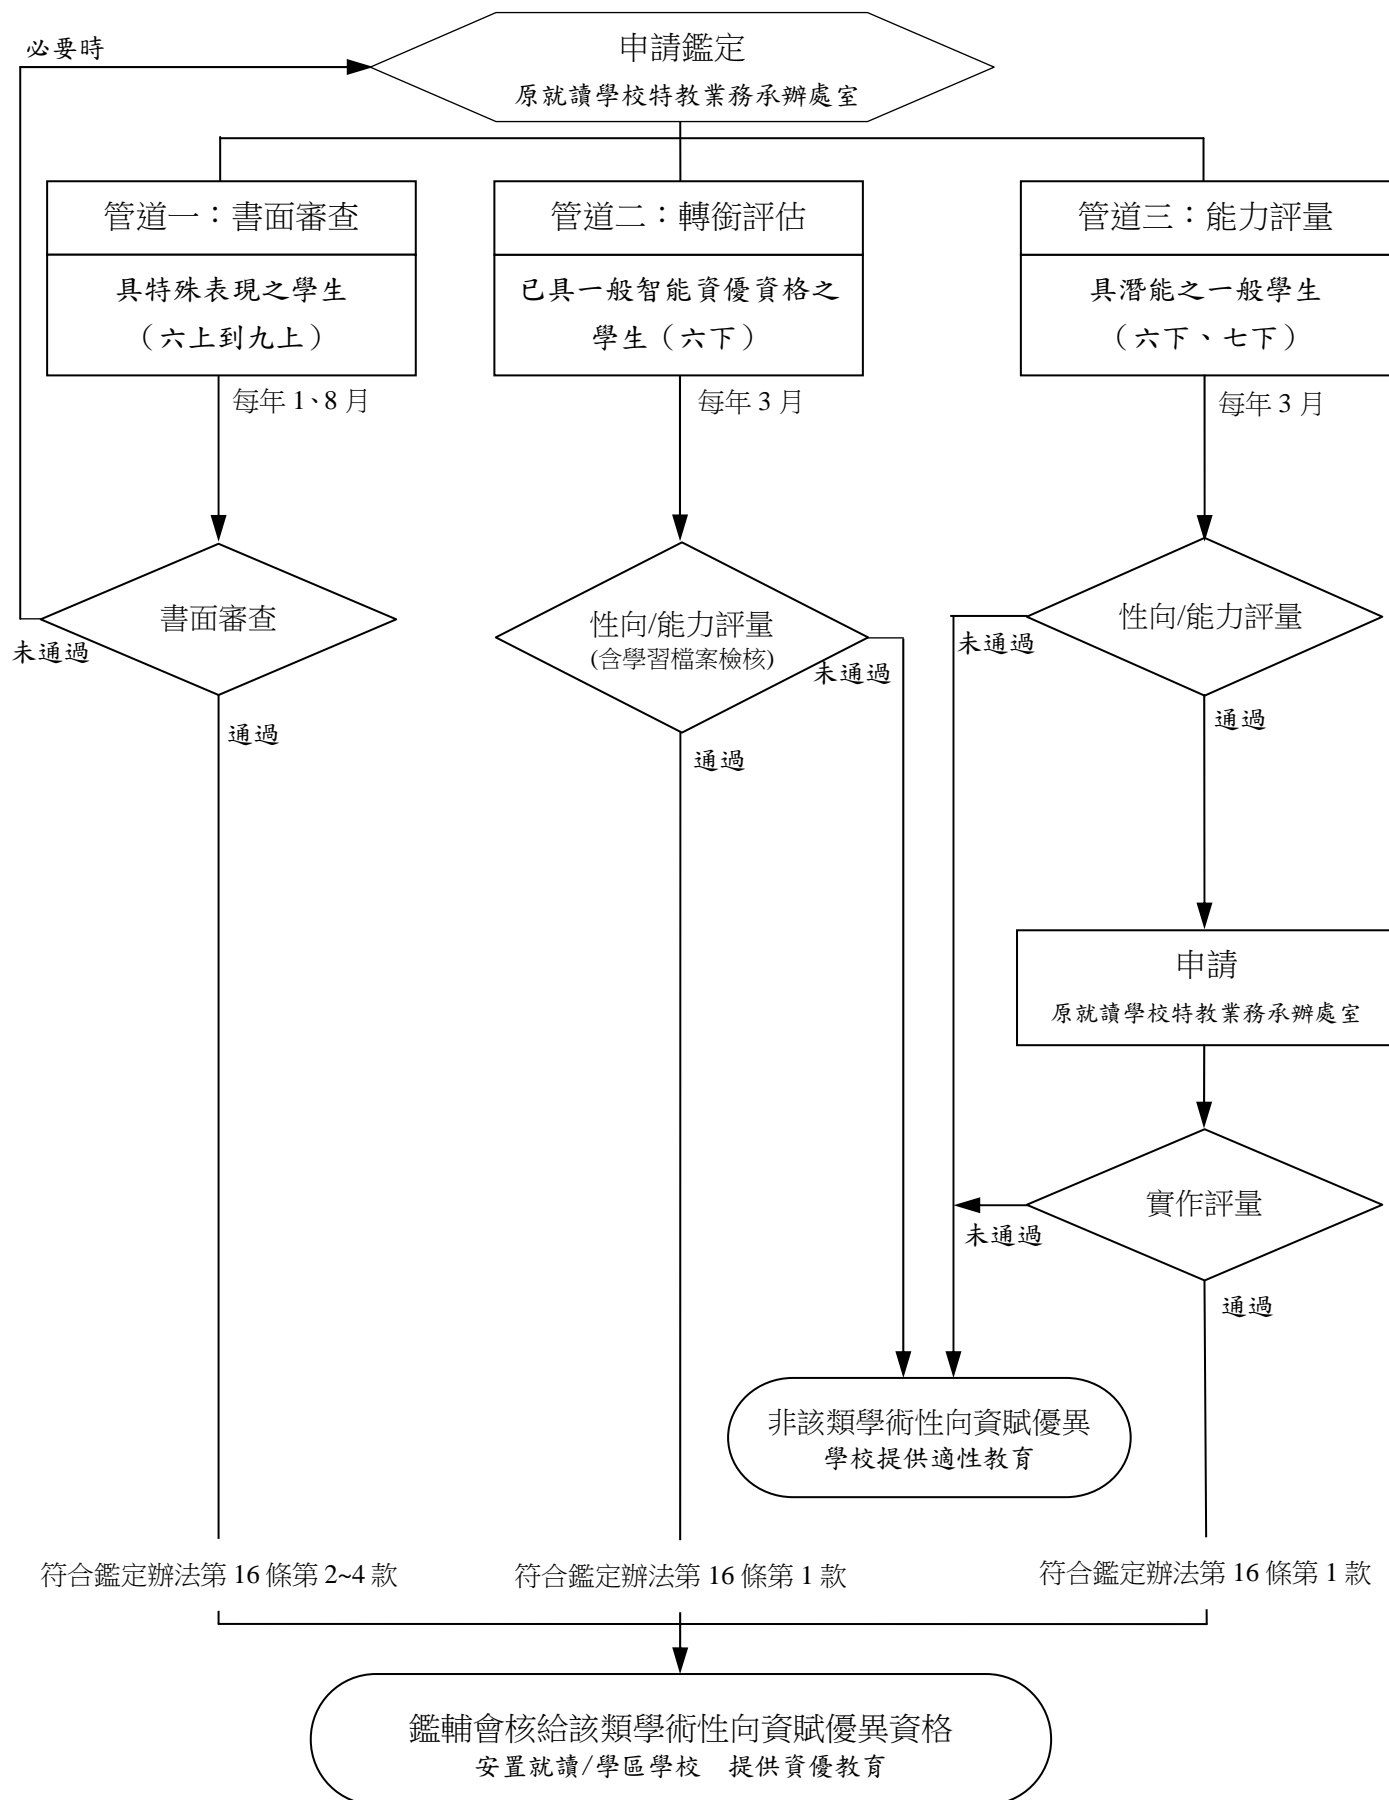 必要時
申請鑑定
原就讀學校特教業務承辦處室
管道一：書面審查
具特殊表現之學生
（六上到九上）
每年 1、8 月
管道二：轉銜評估
已具一般智能資優資格之
學生（六下）
每年 3 月
管道三：能力評量
具潛能之一般學生
（六下、七下）
每年 3 月
書面審查
未通過
通過
性向/能力評量
(含學習檔案檢核)
未通過
通過
性向/能力評量
未通過
通過
申請
原就讀學校特教業務承辦處室
實作評量
未通過
通過
非該類學術性向資賦優異
學校提供適性教育
符合鑑定辦法第 16 條第 2~4 款
符合鑑定辦法第 16 條第 1 款
符合鑑定辦法第 16 條第 1 款
鑑輔會核給該類學術性向資賦優異資格
安置就讀/學區學校　提供資優教育